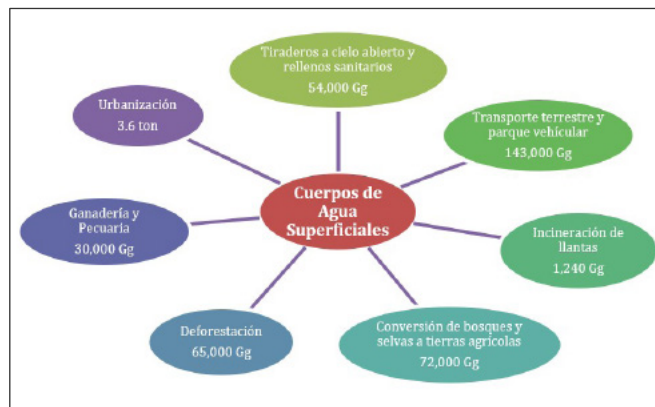 Tiraderos a cielo abierto y
rellenos sanitarios
54,000 Gg
Urbanización
3.6 ton
Transporte terrestre y
parque vehícular
143,000 Gg
Cuerpos de
Agua
Superficiales
Ganadería y
Pecuaria
30,000 Gg
Incineración de
llantas
1,240 Gg
Deforestación
65,000 Gg
Conversión de bosques y
selvas a tierras agrícolas
72,000 Gg